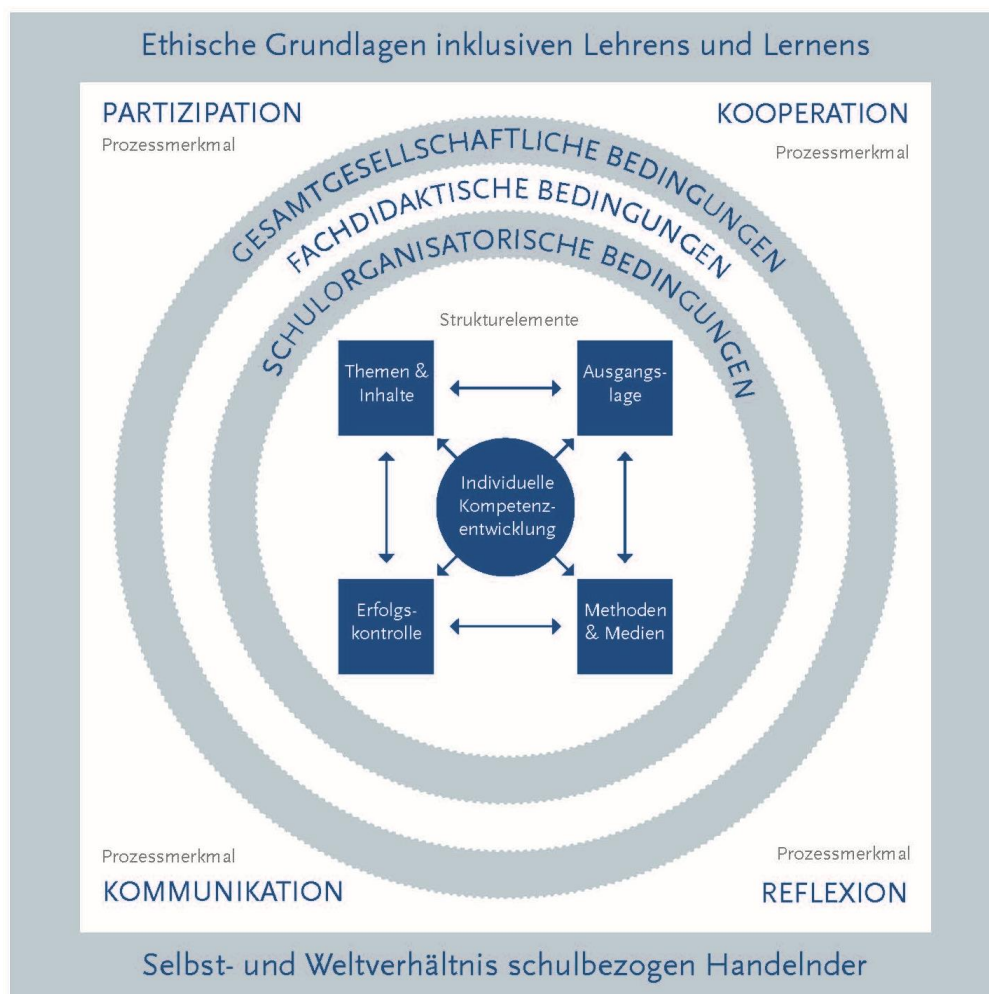 Ethische Grundlagen inklusiven Lehrens und Lernens
PARTIZIPATION
Prozessmerkmal
KOOPERATION
Prozessmerkmal
GESAMTGESELLSCHAFTLICHE BEDINGUNGEN
FACHDIDAKTISCHE BEDINGUNGEN
SCHULORGANISATORISCHE BEDINGUNGEN
Strukturelemente
Themen &
Inhalte
Ausgangs-
lage
Individuelle
Kompetenz-
entwicklung
Erfolgs-
kontrolle
Methoden
& Medien
Prozessmerkmal
KOMMUNIKATION
Prozessmerkmal
REFLEXION
Selbst- und Weltverhältnis schulbezogen Handelnder